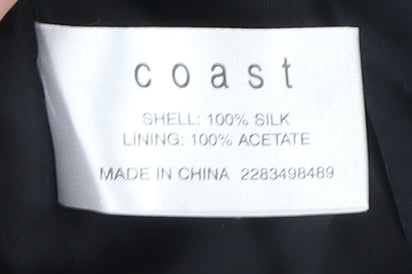 coast
SHELL: 100% SILK
LINING: 100% ACETATE
MADE IN CHINA 2283498489